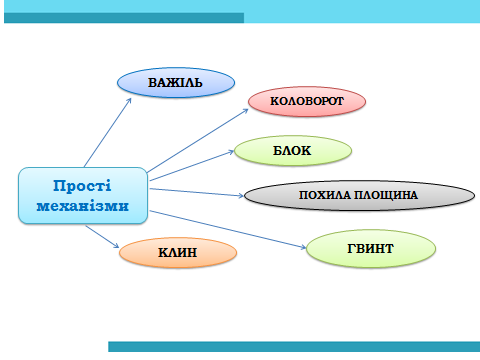 ВАЖІЛЬ
КОЛОВОРОТ
БЛОК
Прості
механізми
ПОХИЛА ПЛОЩИНА
ГВИНТ
КЛИН